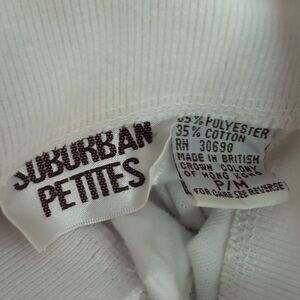 SUBURBAN
PETITES
65% POLYESTER
35% COTTON
RN 30690
MADE IN BRITISH
CROWN COLONY
OF HONG KONG
P/M
FOR CARE SEE REVERSE